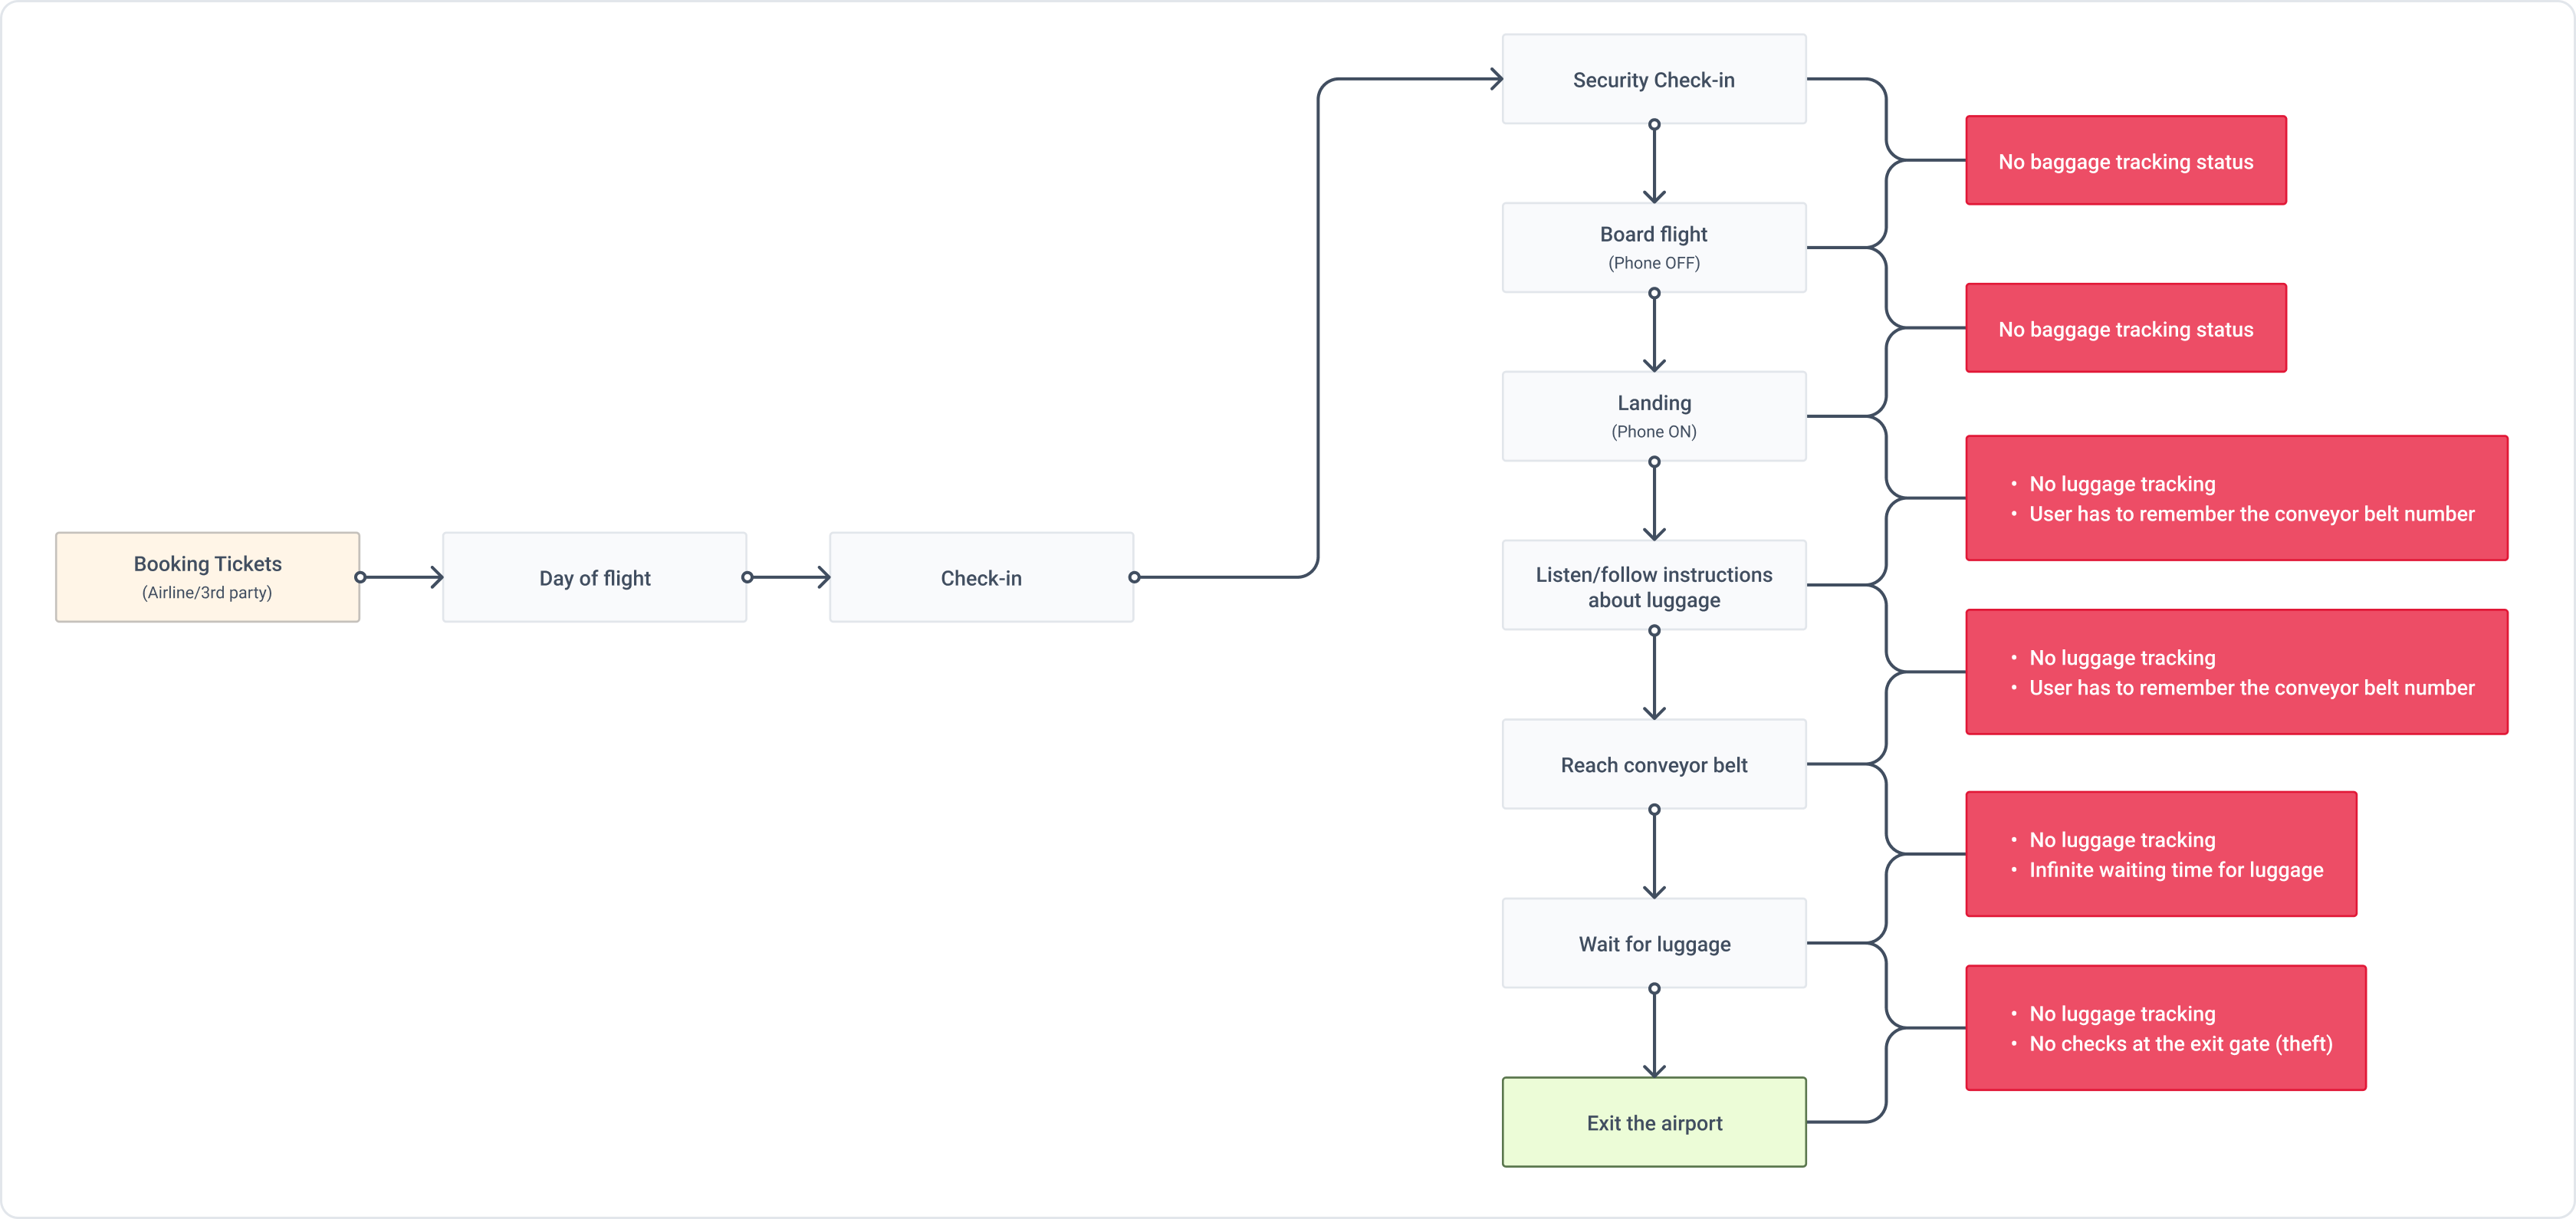 Booking Tickets
(Airline/3rd party)
Day of flight
Check-in
Security Check-in
Board flight
(Phone OFF)
Landing
(Phone ON)
Listen/follow instructions
about luggage
Reach conveyor belt
Wait for luggage
Exit the airport
No baggage tracking status
No baggage tracking status
• No luggage tracking
• User has to remember the conveyor belt number
• No luggage tracking
• User has to remember the conveyor belt number
• No luggage tracking
• Infinite waiting time for luggage
• No luggage tracking
• No checks at the exit gate (theft)